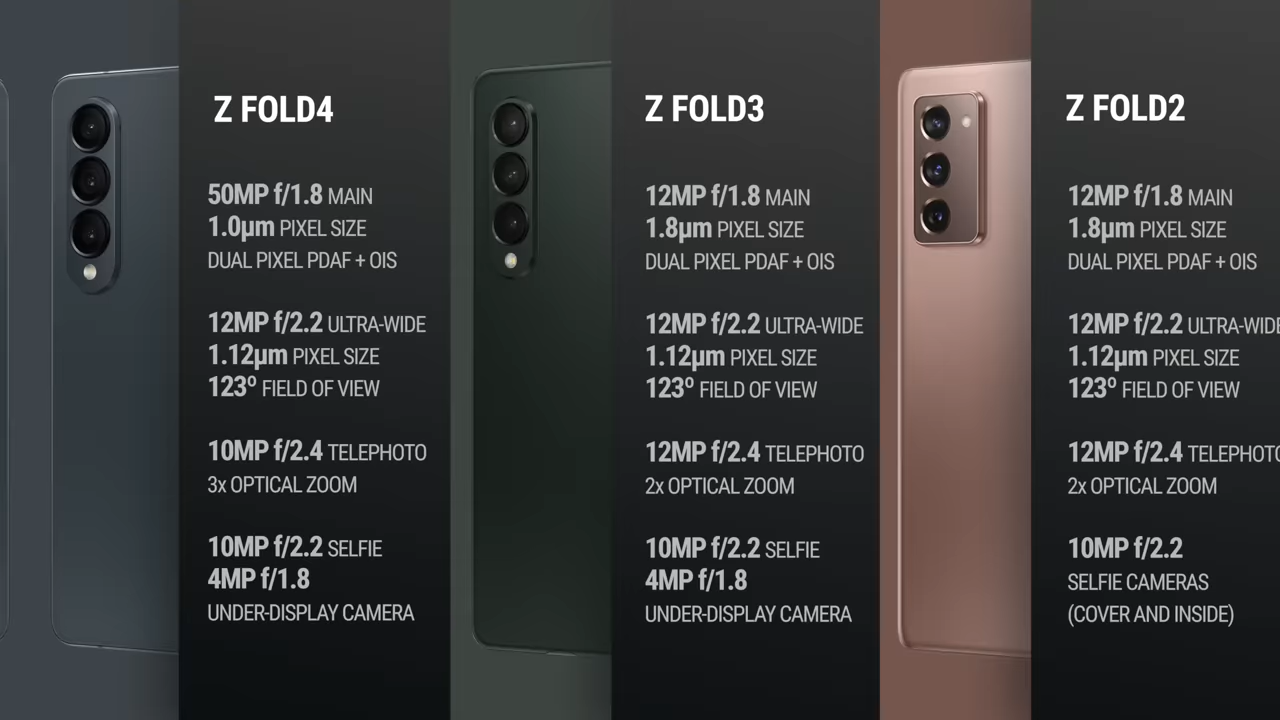 Z FOLD4
50MP f/1.8 MAIN
1.0µm PIXEL SIZE
DUAL PIXEL PDAF + OIS
12MP f/2.2 ULTRA-WIDE
1.12µm PIXEL SIZE
123º FIELD OF VIEW
10MP f/2.4 TELEPHOTO
3x OPTICAL ZOOM
10MP f/2.2 SELFIE
4MP f/1.8
UNDER-DISPLAY CAMERA
Z FOLD3
12MP f/1.8 MAIN
1.8µm PIXEL SIZE
DUAL PIXEL PDAF + OIS
12MP f/2.2 ULTRA-WIDE
1.12µm PIXEL SIZE
123º FIELD OF VIEW
12MP f/2.4 TELEPHOTO
2x OPTICAL ZOOM
10MP f/2.2 SELFIE
4MP f/1.8
UNDER-DISPLAY CAMERA
Z FOLD2
12MP f/1.8 MAIN
1.8µm PIXEL SIZE
DUAL PIXEL PDAF + OIS
12MP f/2.2 ULTRA-WIDE
1.12µm PIXEL SIZE
123º FIELD OF VIEW
12MP f/2.4 TELEPHOTO
2x OPTICAL ZOOM
10MP f/2.2
SELFIE CAMERAS
(COVER AND INSIDE)